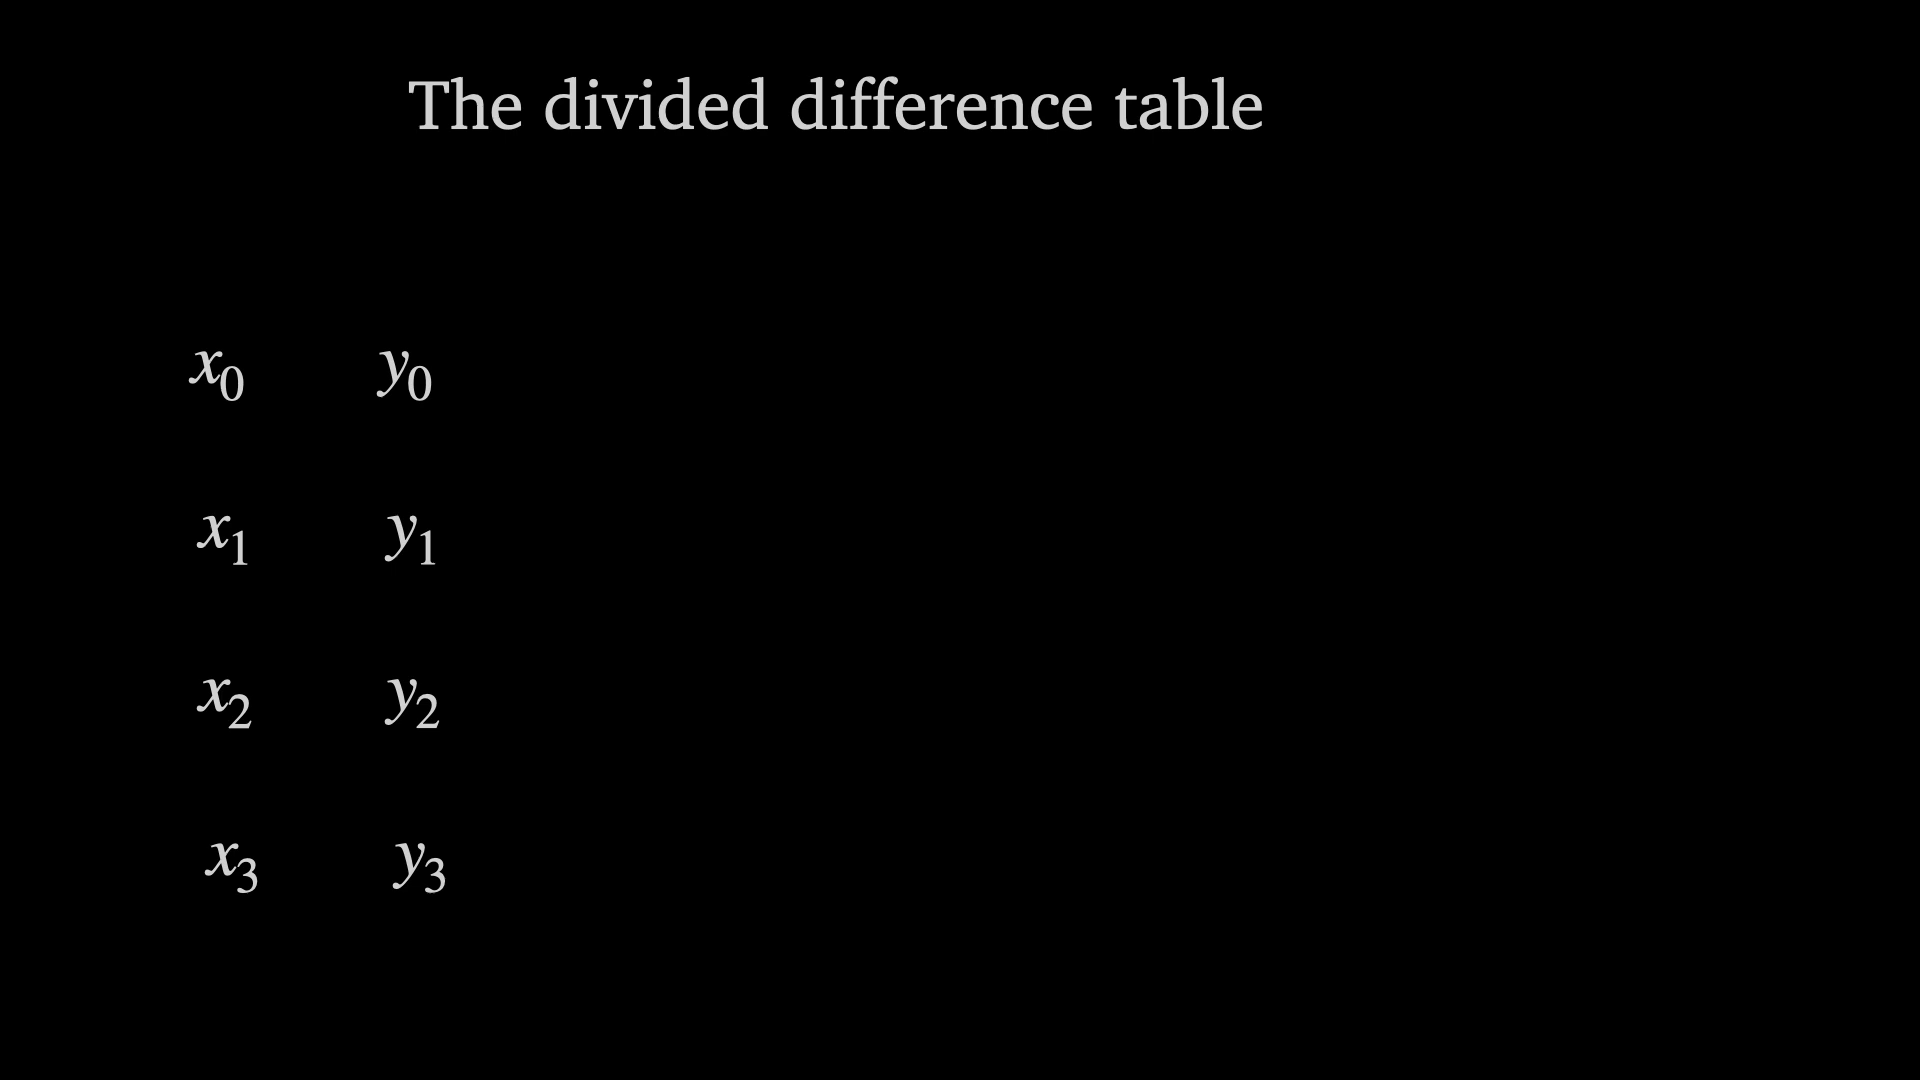 The divided difference table
x₀ y₀
x₁ y₁
x₂ y₂
x₃ y₃